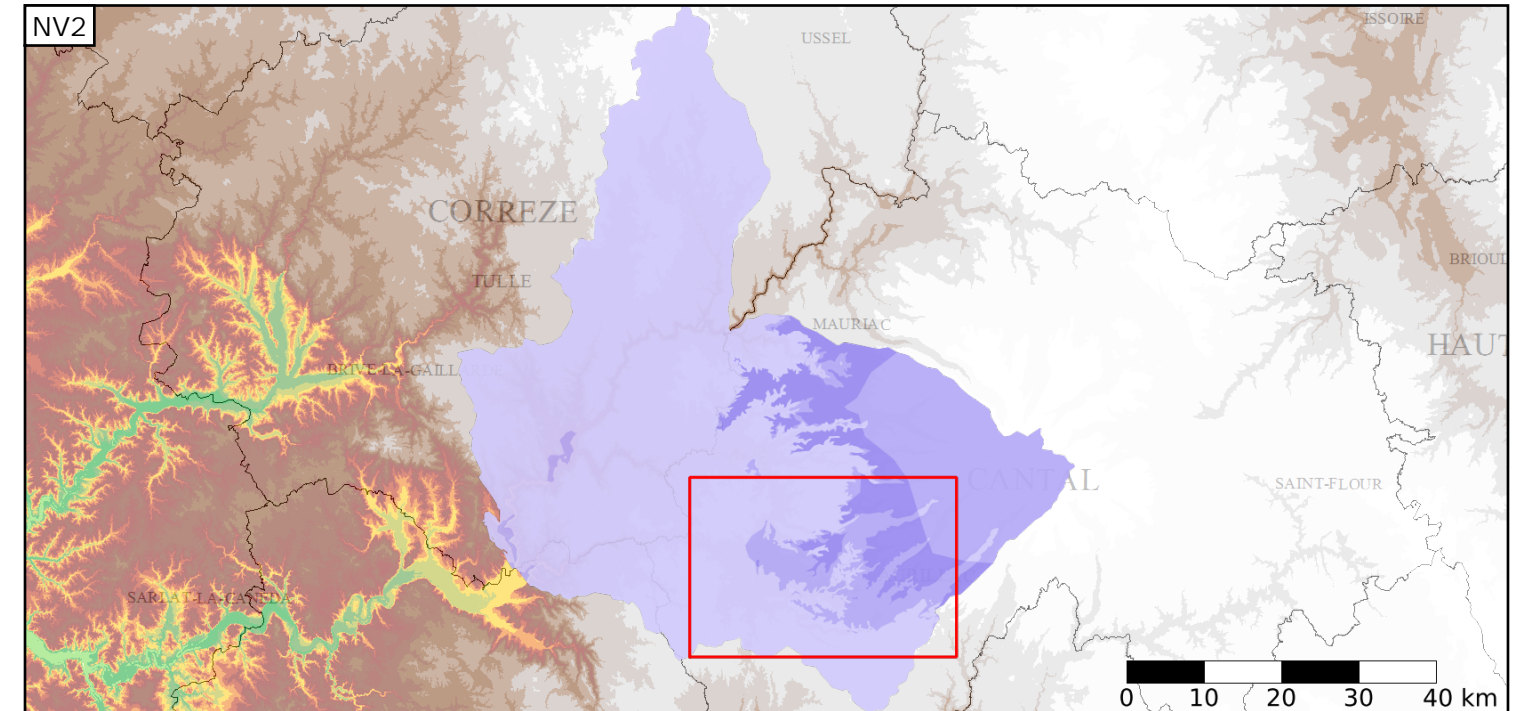 NV2
ISSOIRE
USSEL
CORREZE
BRIOUD
TULLE
MAURIAC
HAUT
BRIVE-LA-GAILLARDE
CANTAL
SAINT-FLOUR
SARLAT-LA-CANEDA
0 10 20 30 40 km